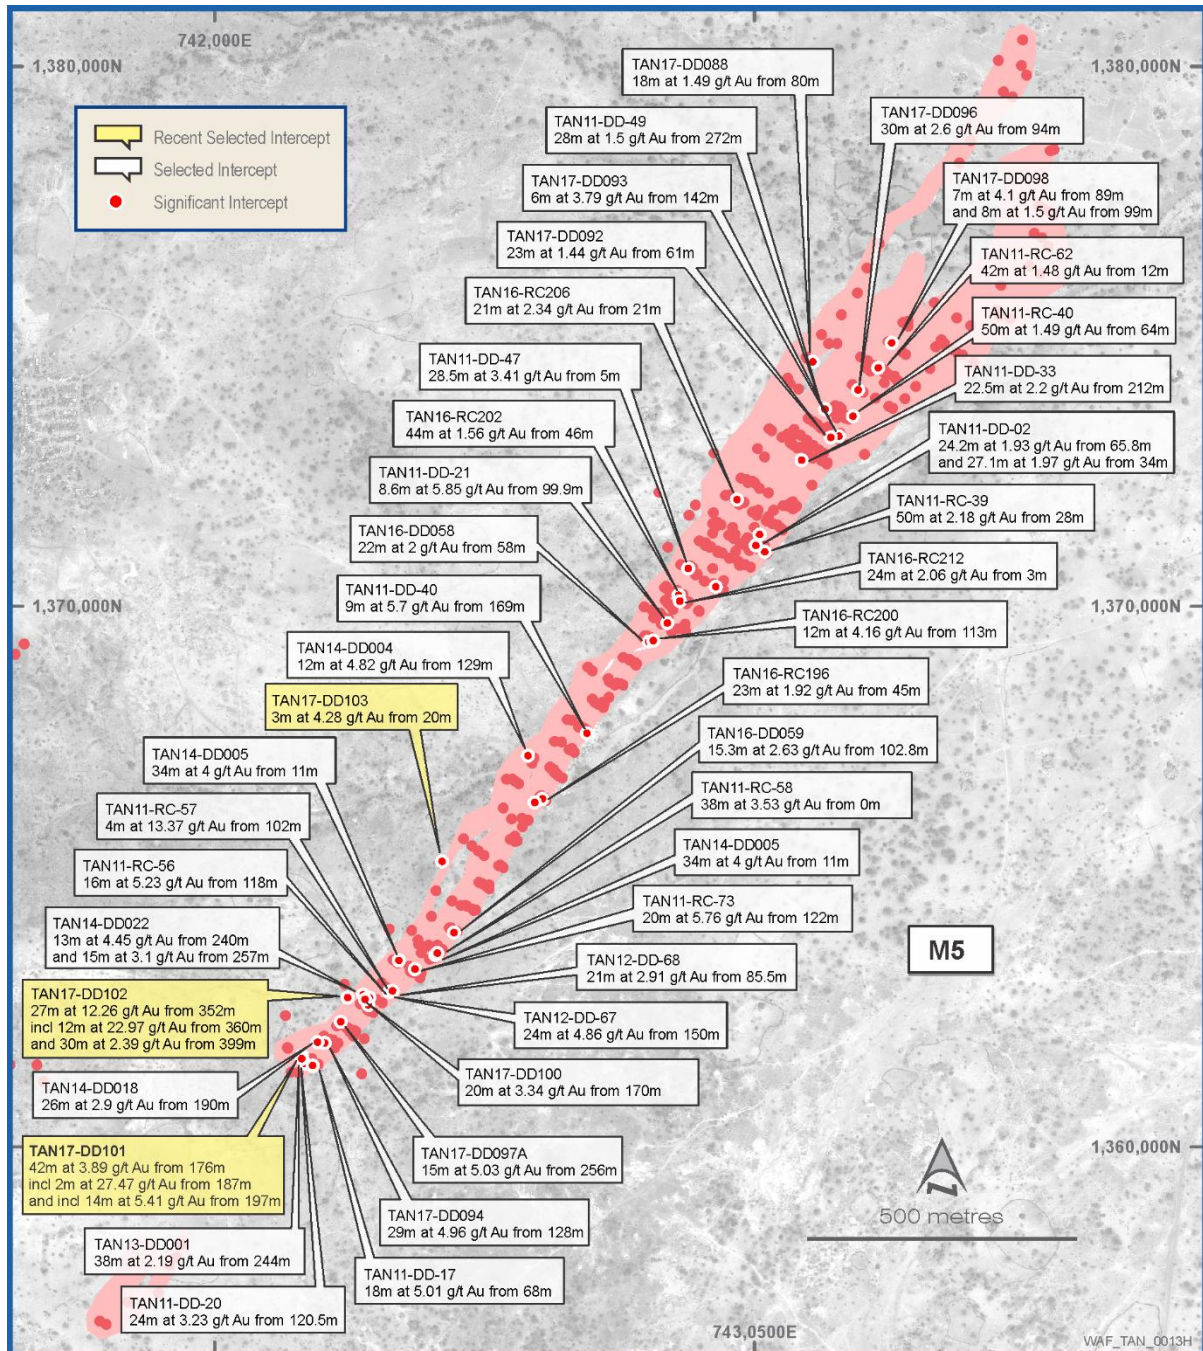 742,000E
1,380,000N
1,380,000N
Recent Selected Intercept
Selected Intercept
Significant Intercept
TAN17-DD088
18m at 1.49 g/t Au from 80m
TAN11-DD-49
28m at 1.5 g/t Au from 272m
TAN17-DD093
6m at 3.79 g/t Au from 142m
TAN17-DD092
23m at 1.44 g/t Au from 61m
TAN16-RC206
21m at 2.34 g/t Au from 21m
TAN11-DD-47
28.5m at 3.41 g/t Au from 5m
TAN16-RC202
44m at 1.56 g/t Au from 46m
TAN11-DD-21
8.6m at 5.85 g/t Au from 99.9m
TAN16-DD058
22m at 2 g/t Au from 58m
TAN11-DD-40
9m at 5.7 g/t Au from 169m
TAN14-DD004
12m at 4.82 g/t Au from 129m
TAN17-DD103
3m at 4.28 g/t Au from 20m
TAN14-DD005
34m at 4 g/t Au from 11m
TAN11-RC-57
4m at 13.37 g/t Au from 102m
TAN11-RC-56
16m at 5.23 g/t Au from 118m
TAN14-DD022
13m at 4.45 g/t Au from 240m
and 15m at 3.1 g/t Au from 257m
TAN17-DD102
27m at 12.26 g/t Au from 352m
incl 12m at 22.97 g/t Au from 360m
and 30m at 2.39 g/t Au from 399m
TAN14-DD018
26m at 2.9 g/t Au from 190m
TAN17-DD101
42m at 3.89 g/t Au from 176m
incl 2m at 27.47 g/t Au from 187m
and incl 14m at 5.41 g/t Au from 197m
TAN13-DD001
38m at 2.19 g/t Au from 244m
TAN11-DD-20
24m at 3.23 g/t Au from 120.5m
TAN17-DD096
30m at 2.6 g/t Au from 94m
TAN17-DD098
7m at 4.1 g/t Au from 89m
and 8m at 1.5 g/t Au from 99m
TAN11-RC-62
42m at 1.48 g/t Au from 12m
TAN11-RC-40
50m at 1.49 g/t Au from 64m
TAN11-DD-33
22.5m at 2.2 g/t Au from 212m
TAN11-DD-02
24.2m at 1.93 g/t Au from 65.8m
and 27.1m at 1.97 g/t Au from 34m
TAN11-RC-39
50m at 2.18 g/t Au from 28m
TAN16-RC212
24m at 2.06 g/t Au from 3m
1,370,000N
1,370,000N
TAN16-RC200
12m at 4.16 g/t Au from 113m
TAN16-RC196
23m at 1.92 g/t Au from 45m
TAN16-DD059
15.3m at 2.63 g/t Au from 102.8m
TAN11-RC-58
38m at 3.53 g/t Au from 0m
TAN14-DD005
34m at 4 g/t Au from 11m
TAN11-RC-73
20m at 5.76 g/t Au from 122m
M5
TAN12-DD-68
21m at 2.91 g/t Au from 85.5m
TAN12-DD-67
24m at 4.86 g/t Au from 150m
TAN17-DD100
20m at 3.34 g/t Au from 170m
TAN17-DD097A
15m at 5.03 g/t Au from 256m
TAN17-DD094
29m at 4.96 g/t Au from 128m
TAN11-DD-17
18m at 5.01 g/t Au from 68m
1,360,000N
N
500 metres
743,0500E
WAF_TAN_0013H